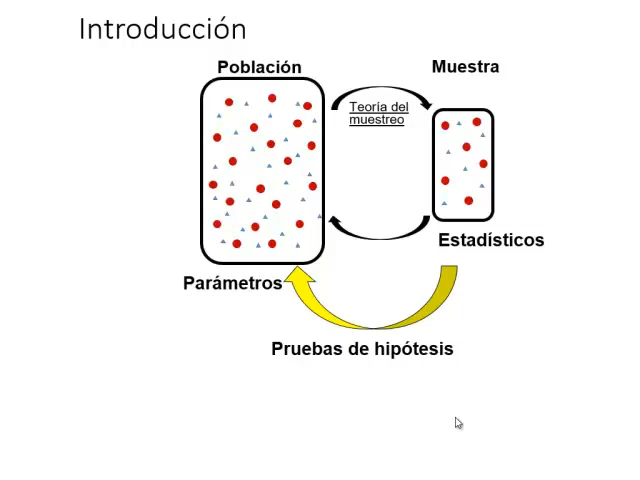 Introducción
Población
Muestra
Teoría del
muestreo
Estadísticos
Parámetros
Pruebas de hipótesis